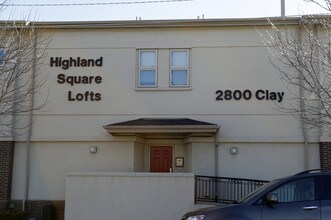 Highland
Square
Lofts
2800 Clay